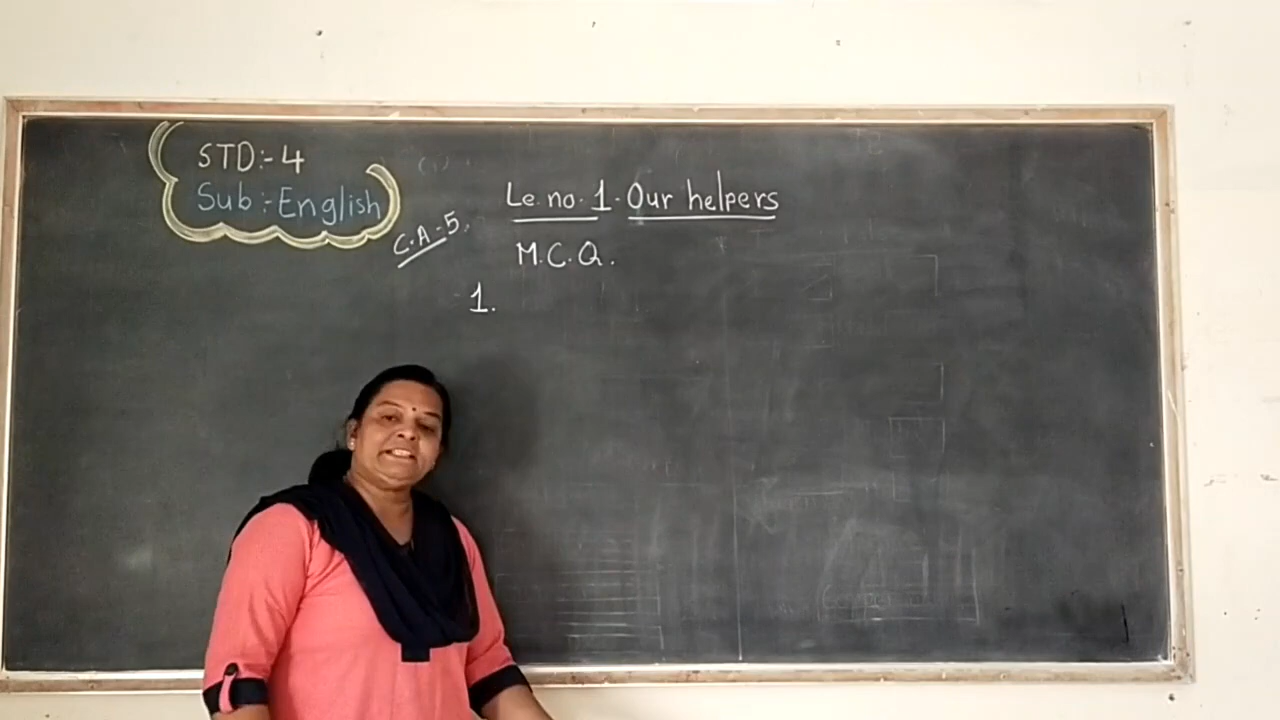 STD:- 4
Sub:- English
C.A-5.
Le. no. 1. Our helpers
M.C.Q.
1.